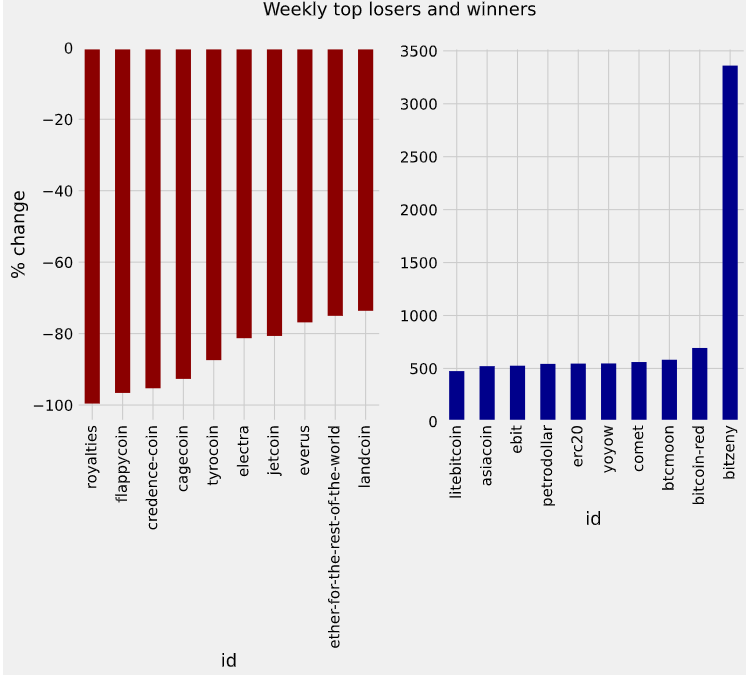 Weekly top losers and winners
% change
0
−20
−40
−60
−80
−100
royalties
flappycoin
credence-coin
cagecoin
tyrocoin
electra
jetcoin
everus
ether-for-the-rest-of-the-world
landcoin
id
3500
3000
2500
2000
1500
1000
500
0
litebitcoin
asiacoin
ebit
petrodollar
erc20
yoyow
comet
btcmoon
bitcoin-red
bitzeny
id